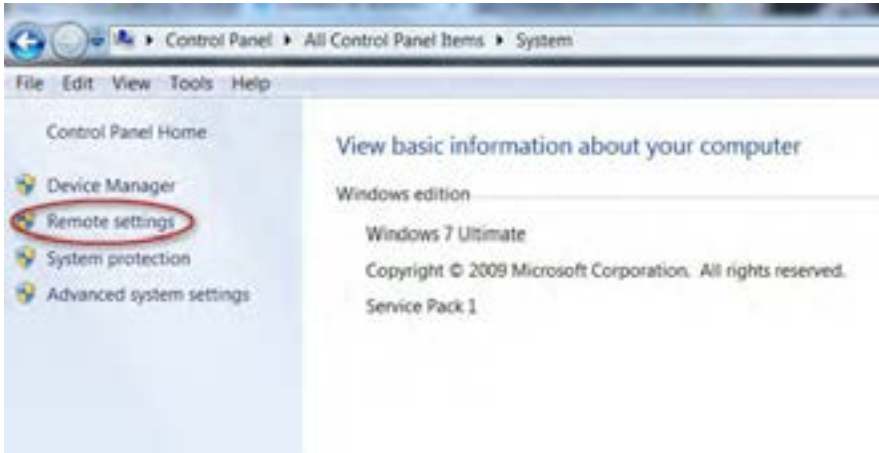 Control Panel ▸ All Control Panel Items ▸ System
File Edit View Tools Help
Control Panel Home
Device Manager
Remote settings
System protection
Advanced system settings
View basic information about your computer
Windows edition
Windows 7 Ultimate
Copyright © 2009 Microsoft Corporation. All rights reserved.
Service Pack 1